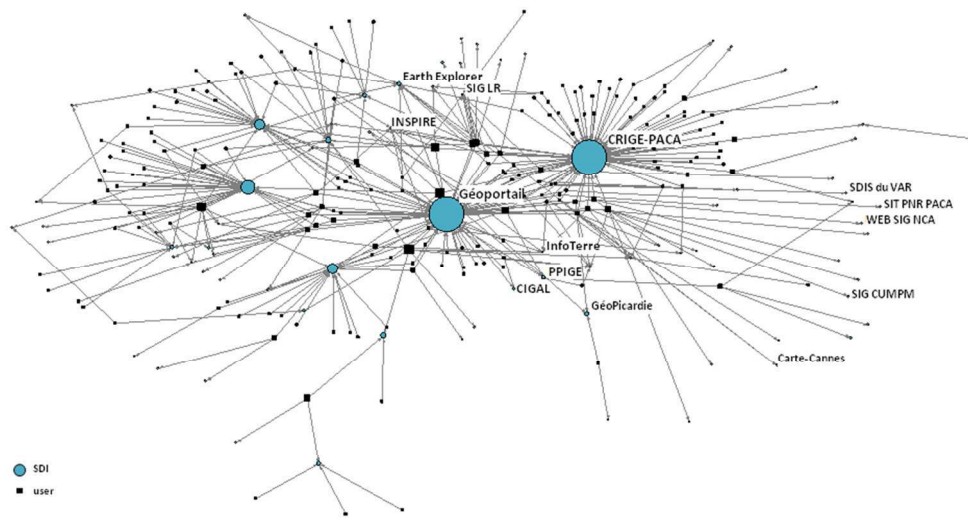 Earth Explorer
SIG LR
INSPIRE
CRIGE-PACA
SDIS du VAR
Géoportail
SIT PNR PACA
WEB SIG NCA
InfoTerre
PPIGE
CIGAL
SIG CUMPM
GéoPicardie
Carte-Cannes
SDI
user